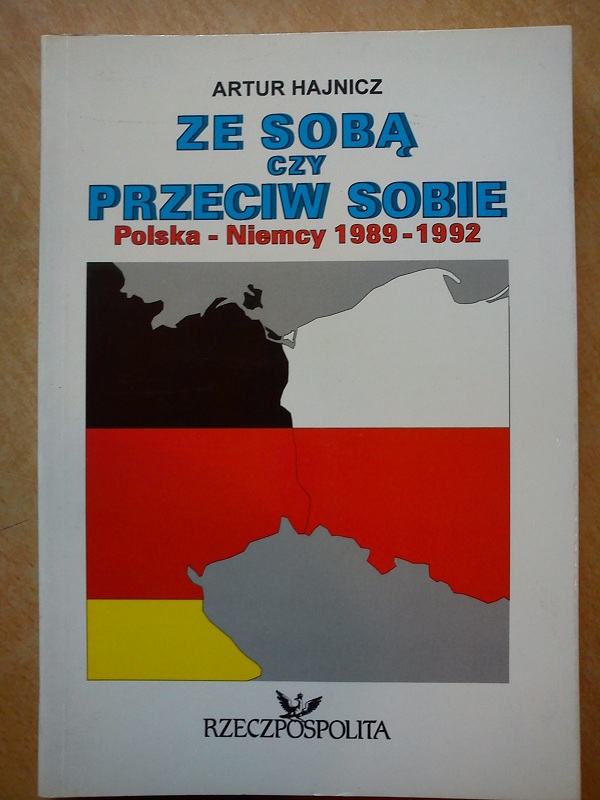 ARTUR HAJNICZ
ZE SOBĄ
CZY
PRZECIW SOBIE
Polska - Niemcy 1989-1992
RZECZPOSPOLITA